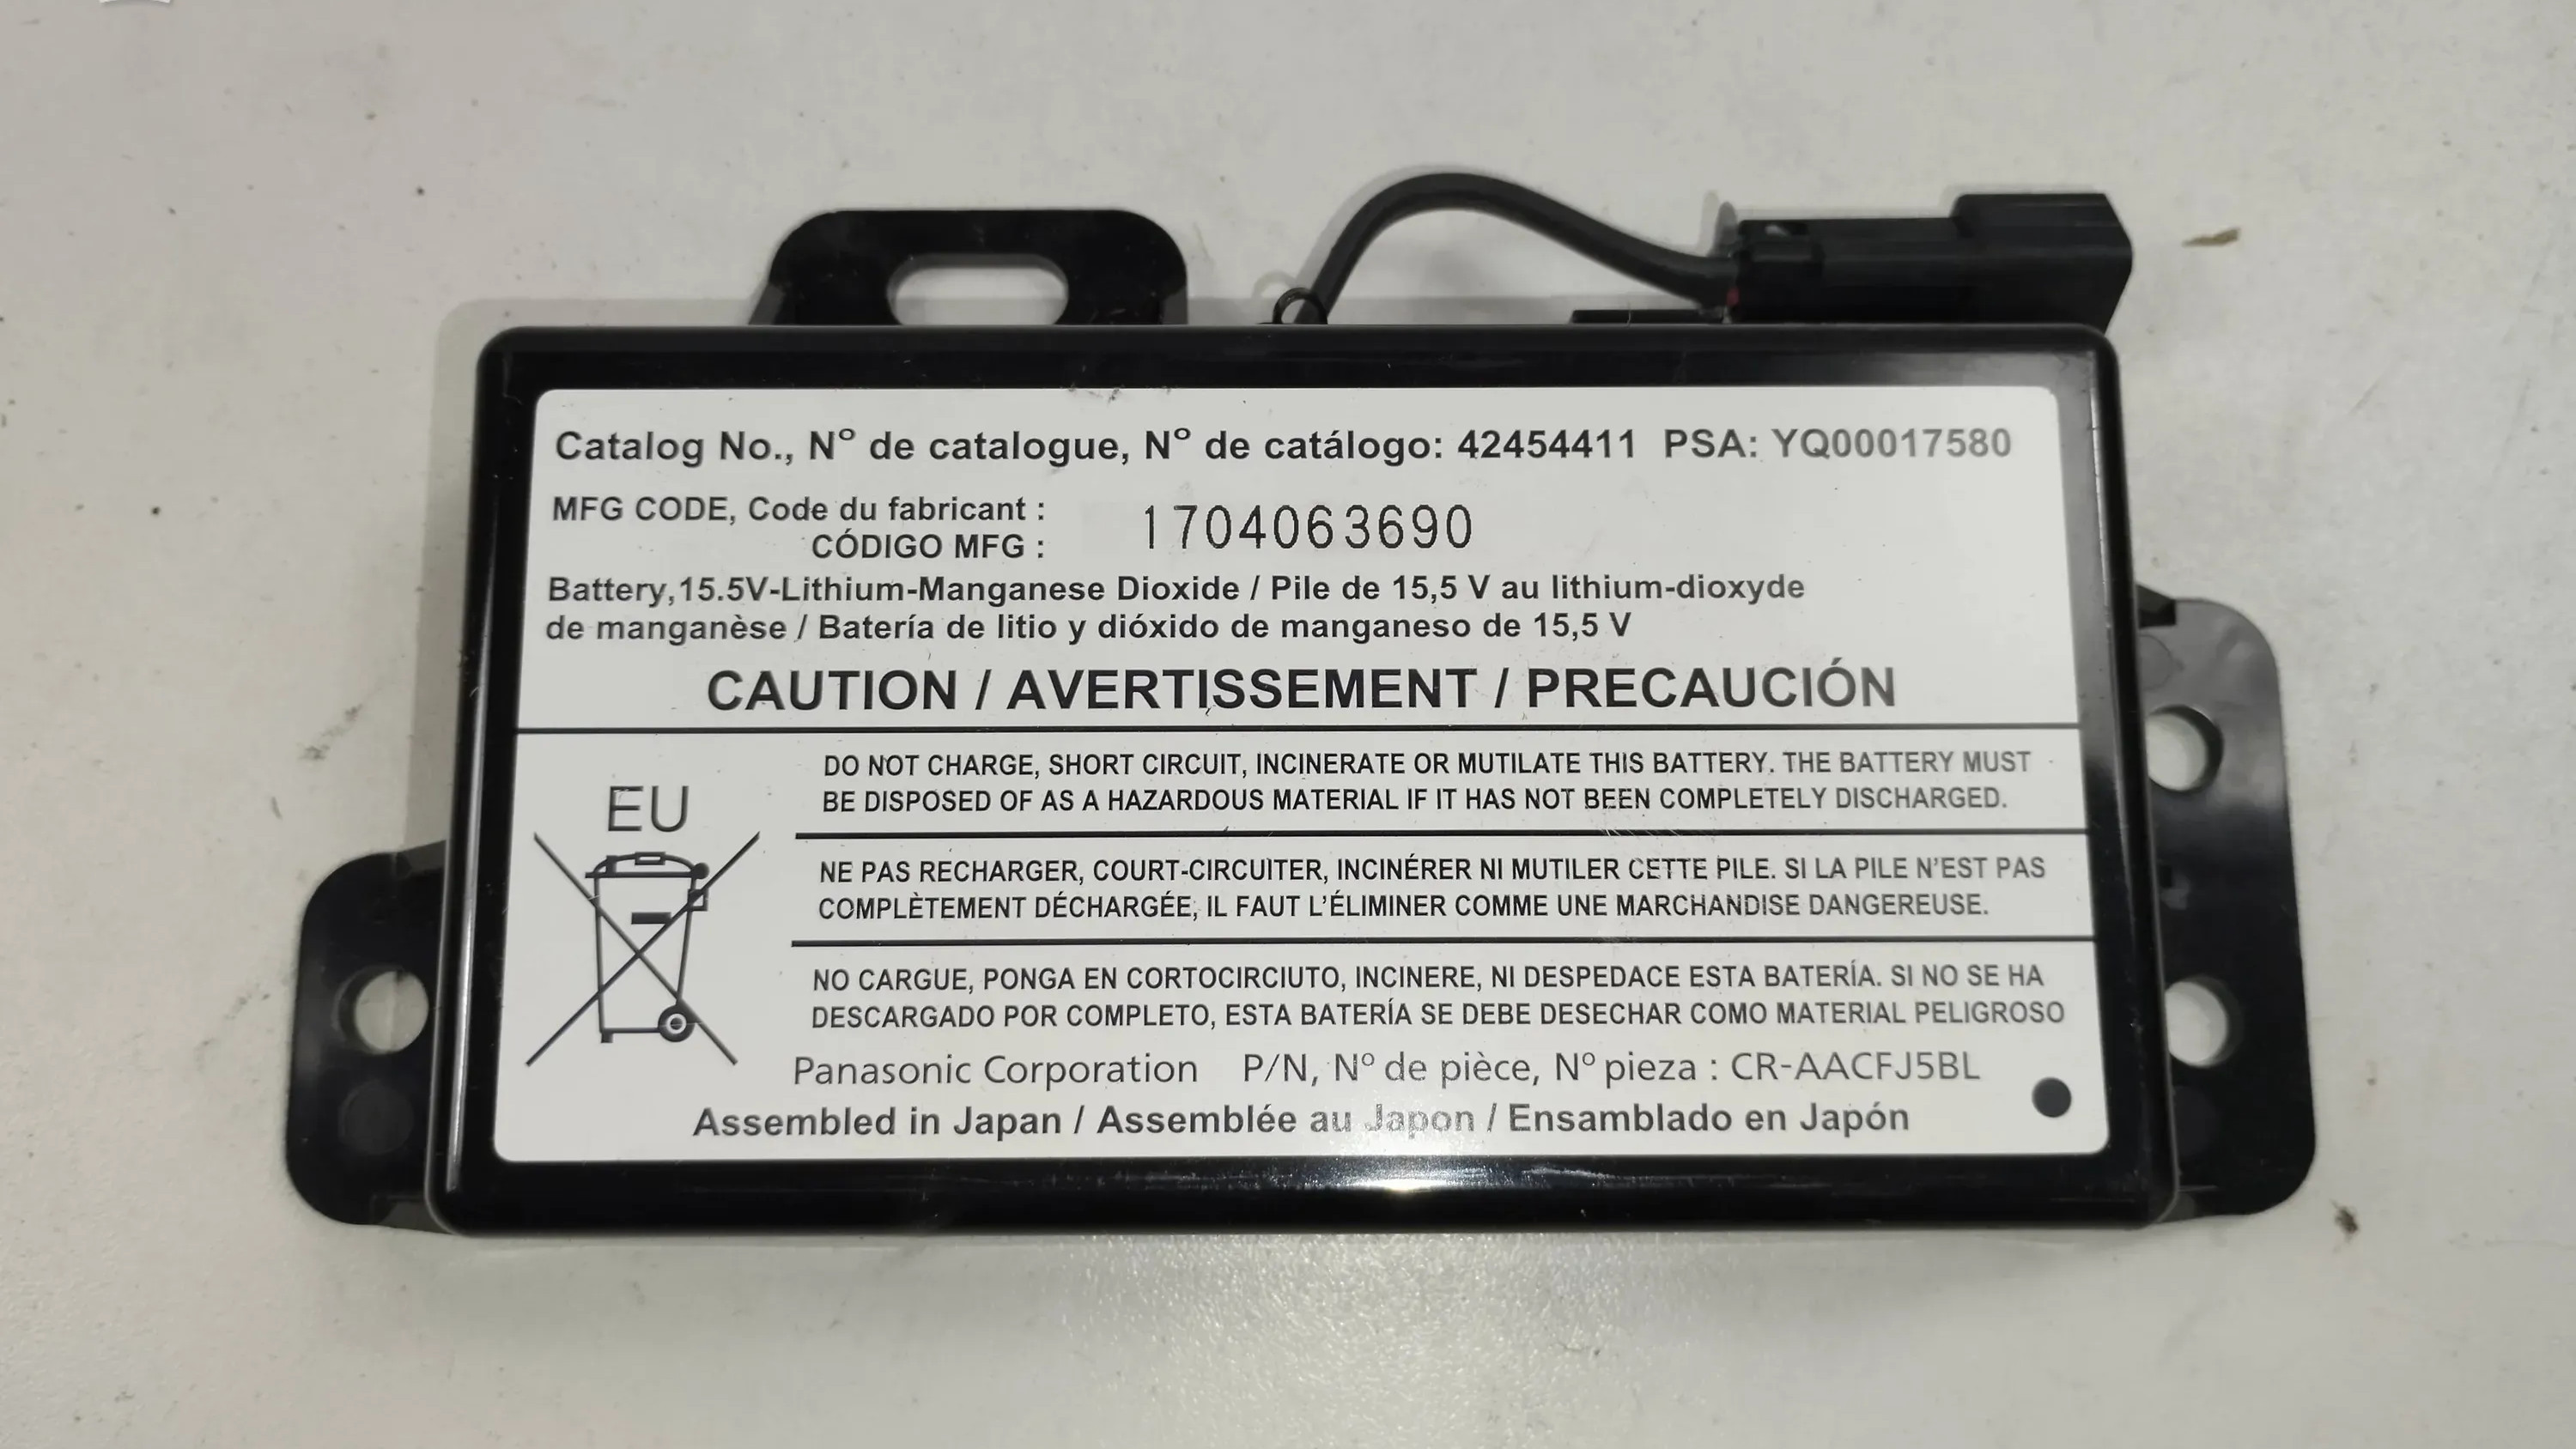 Catalog No., Nº de catalogue, Nº de catálogo: 42454411 PSA: YQ00017580
MFG CODE, Code du fabricant :
CÓDIGO MFG :
1704063690
Battery,15.5V-Lithium-Manganese Dioxide / Pile de 15,5 V au lithium-dioxyde
de manganèse / Batería de litio y dióxido de manganeso de 15,5 V
CAUTION / AVERTISSEMENT / PRECAUCIÓN
EU
DO NOT CHARGE, SHORT CIRCUIT, INCINERATE OR MUTILATE THIS BATTERY. THE BATTERY MUST
BE DISPOSED OF AS A HAZARDOUS MATERIAL IF IT HAS NOT BEEN COMPLETELY DISCHARGED.
NE PAS RECHARGER, COURT-CIRCUITER, INCINÉRER NI MUTILER CETTE PILE. SI LA PILE N'EST PAS
COMPLÈTEMENT DÉCHARGÉE, IL FAUT L'ÉLIMINER COMME UNE MARCHANDISE DANGEREUSE.
NO CARGUE, PONGA EN CORTOCIRCIUTO, INCINERE, NI DESPEDACE ESTA BATERÍA. SI NO SE HA
DESCARGADO POR COMPLETO, ESTA BATERÍA SE DEBE DESECHAR COMO MATERIAL PELIGROSO
Panasonic Corporation P/N, Nº de pièce, Nº pieza : CR-AACFJ5BL
Assembled in Japan / Assemblée au Japon / Ensamblado en Japón